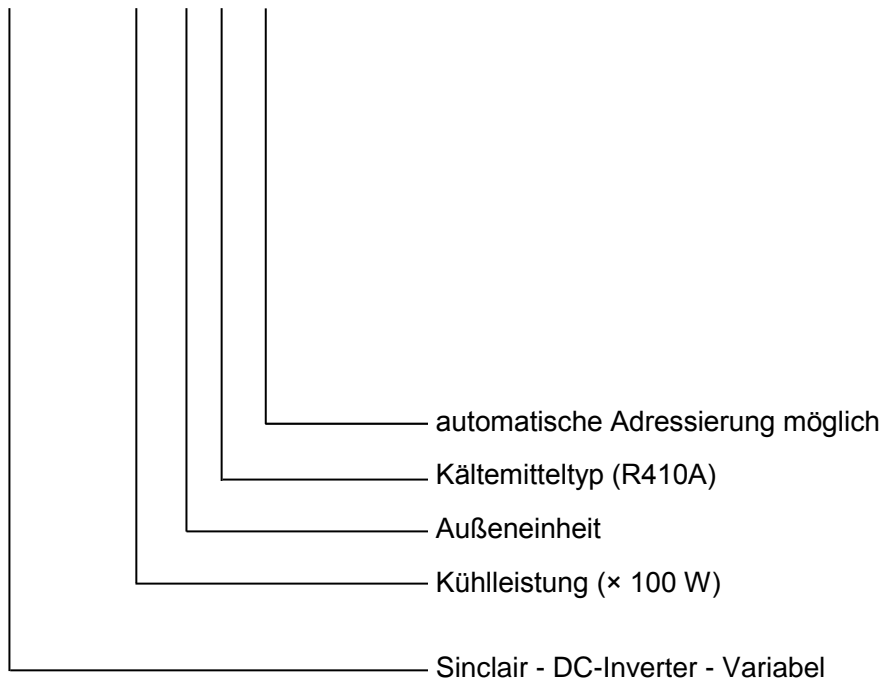 automatische Adressierung möglich
Kältemitteltyp (R410A)
Außeneinheit
Kühlleistung (× 100 W)
Sinclair - DC-Inverter - Variabel